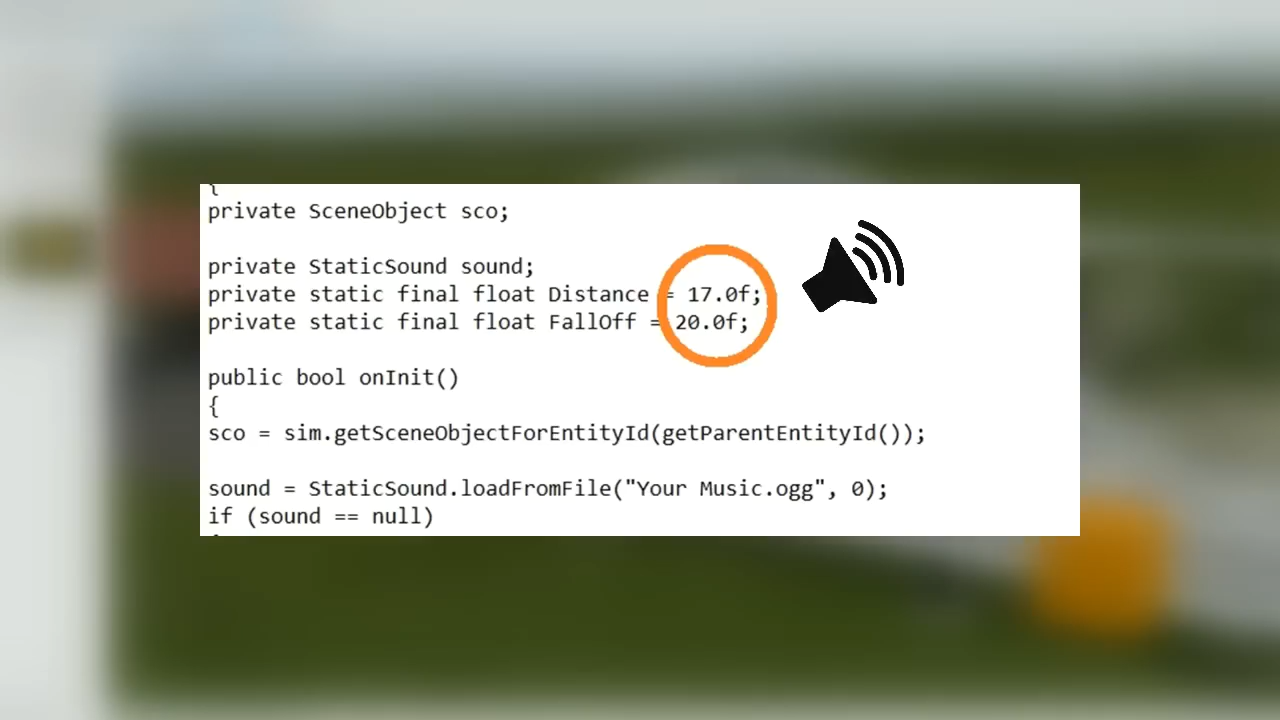 {
private SceneObject sco;
private StaticSound sound;
private static final float Distance = 17.0f;
private static final float FallOff = 20.0f;
public bool onInit()
{
sco = sim.getSceneObjectForEntityId(getParentEntityId());
sound = StaticSound.loadFromFile("Your Music.ogg", 0);
if (sound == null)